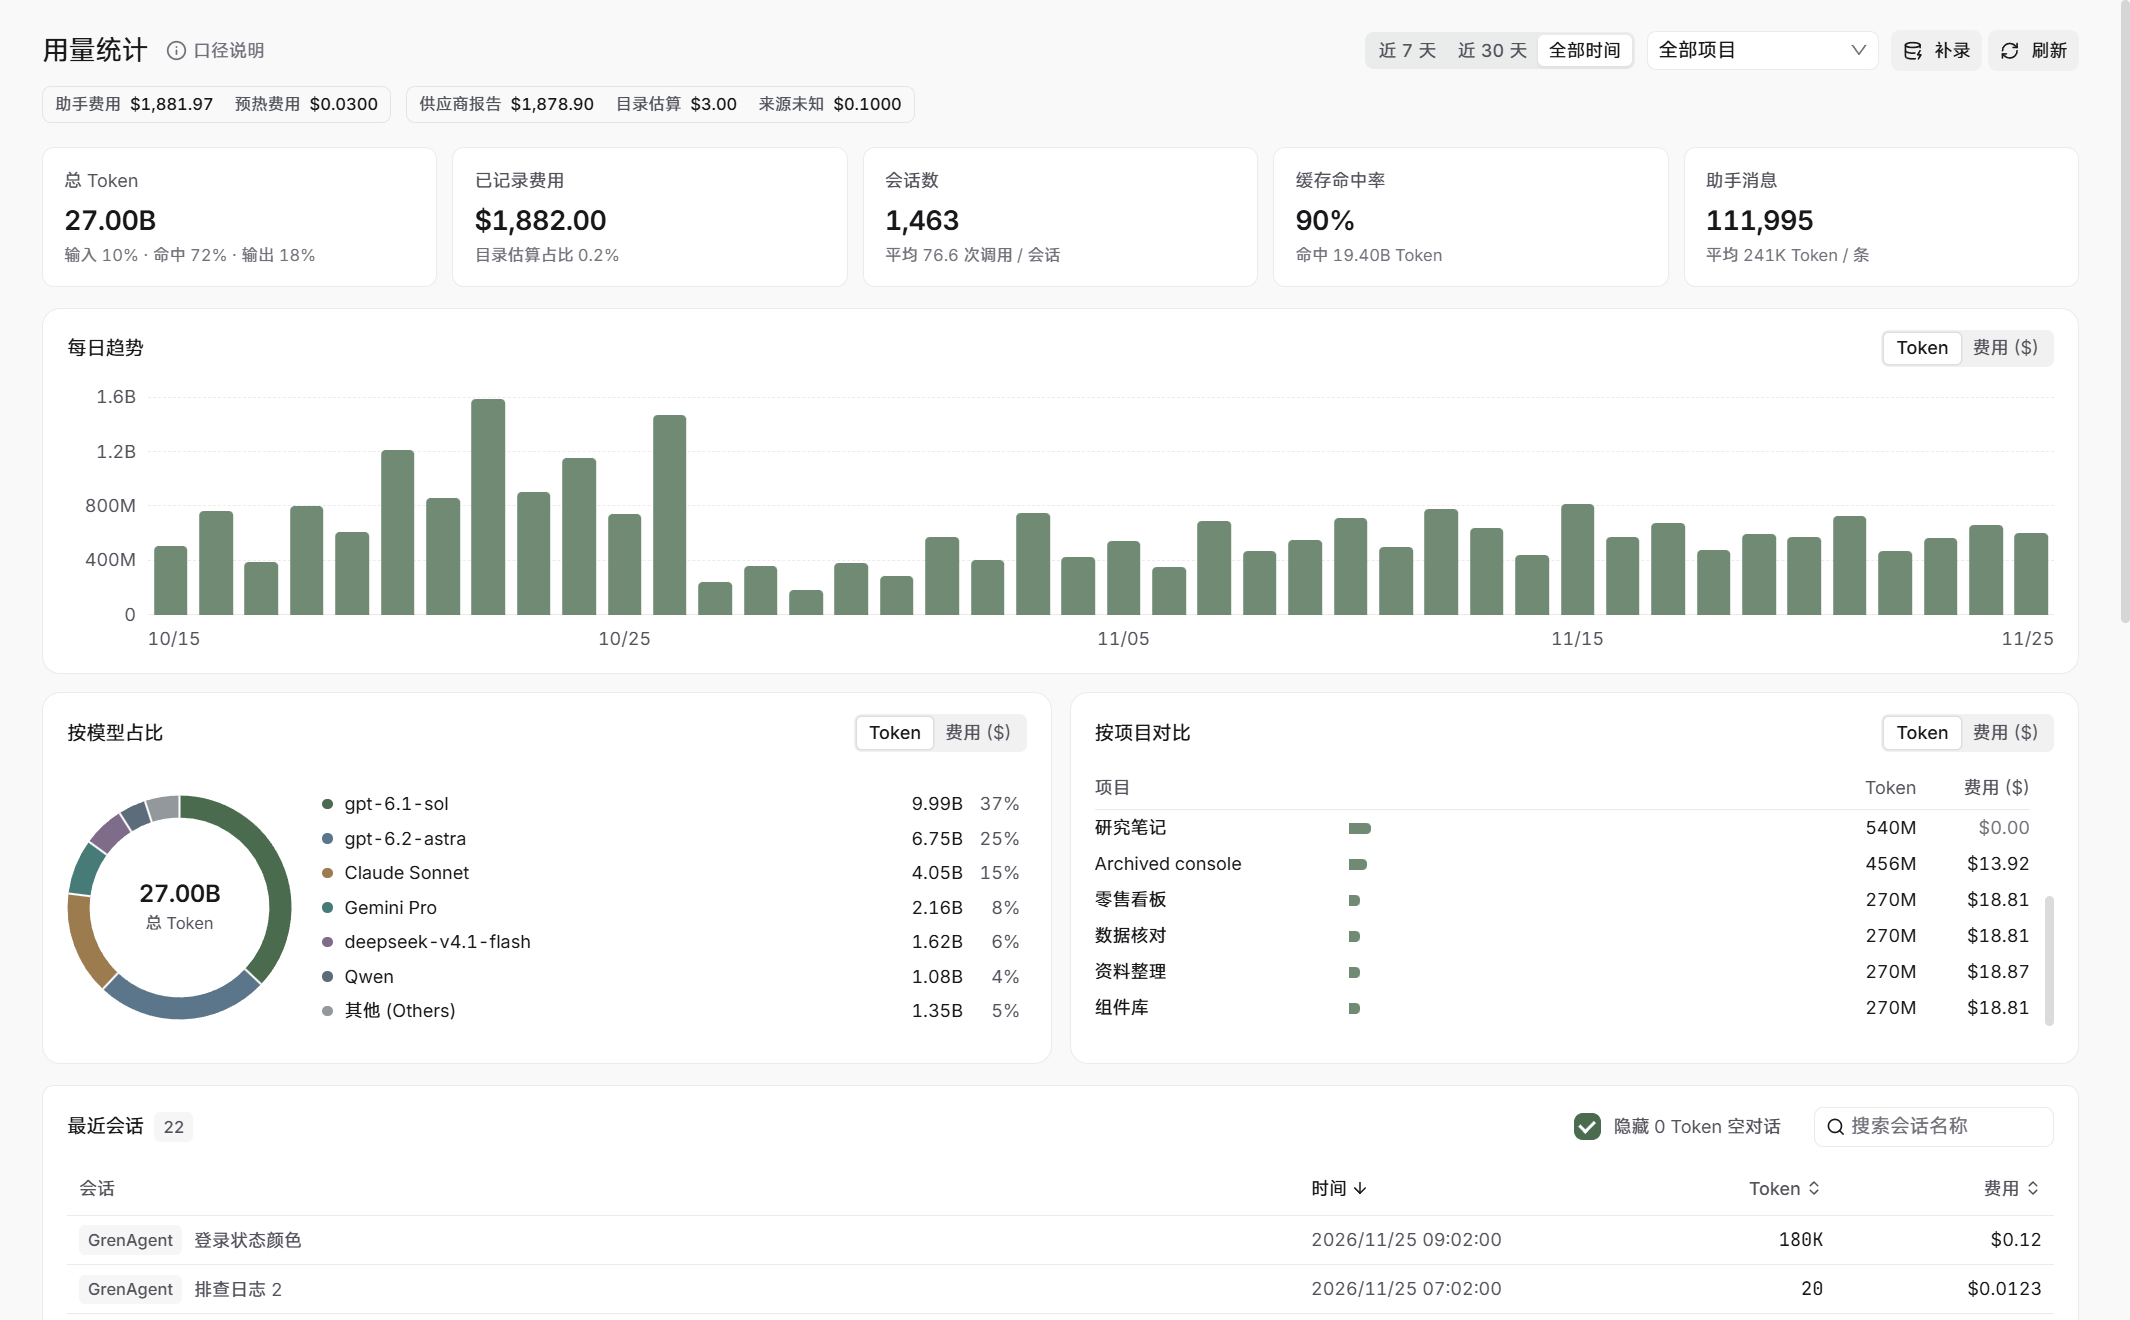 用量统计 口径说明 近 7 天 近 30 天 全部时间 全部项目 补录 刷新
助手费用 $1,881.97 预热费用 $0.0300 供应商报告 $1,878.90 目录估算 $3.00 来源未知 $0.1000
总 Token 已记录费用 会话数 缓存命中率 助手消息
27.00B $1,882.00 1,463 90% 111,995
输入 10% · 命中 72% · 输出 18% 目录估算占比 0.2% 平均 76.6 次调用 / 会话 命中 19.40B Token 平均 241K Token / 条
每日趋势 Token 费用 ($)
1.6B
1.2B
800M
400M
0
10/15 10/25 11/05 11/15 11/25
按模型占比 Token 费用 ($)
27.00B
总 Token
gpt-6.1-sol 9.99B 37%
gpt-6.2-astra 6.75B 25%
Claude Sonnet 4.05B 15%
Gemini Pro 2.16B 8%
deepseek-v4.1-flash 1.62B 6%
Qwen 1.08B 4%
其他 (Others) 1.35B 5%
按项目对比 Token 费用 ($)
项目 Token 费用 ($)
研究笔记 540M $0.00
Archived console 456M $13.92
零售看板 270M $18.81
数据核对 270M $18.81
资料整理 270M $18.87
组件库 270M $18.81
最近会话 22 隐藏 0 Token 空对话 搜索会话名称
会话 时间 Token 费用
GrenAgent 登录状态颜色 2026/11/25 09:02:00 180K $0.12
GrenAgent 排查日志 2 2026/11/25 07:02:00 20 $0.0123